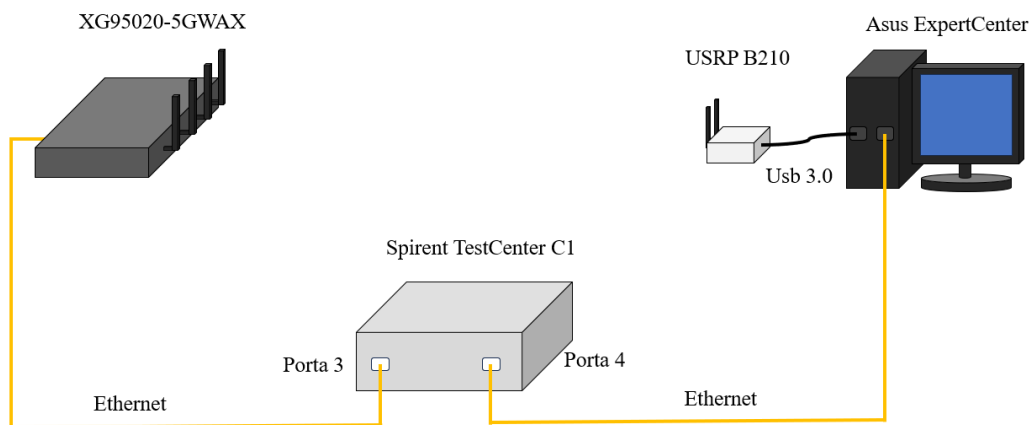 XG95020-5GWAX
Asus ExpertCenter
USRP B210
Usb 3.0
Spirent TestCenter C1
Porta 3
Porta 4
Ethernet
Ethernet